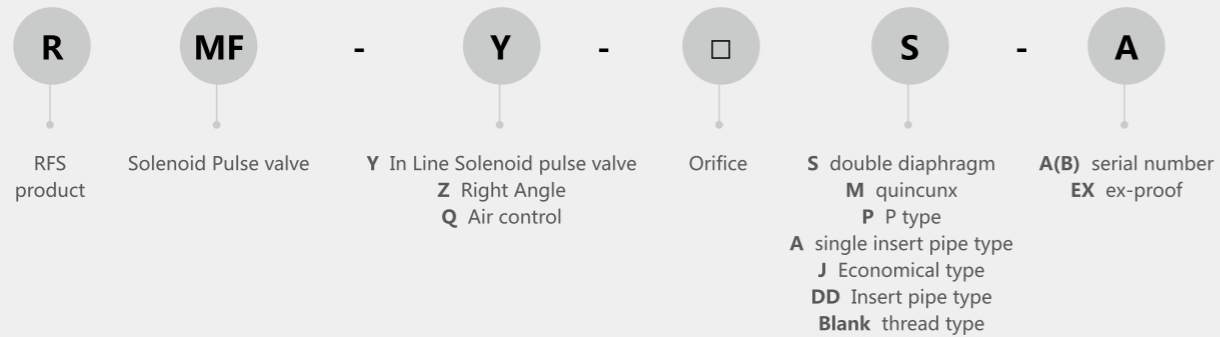 R MF - Y - □ S - A
RFS
product
Solenoid Pulse valve
Y In Line Solenoid pulse valve
Z Right Angle
Q Air control
Orifice
S double diaphragm
M quincunx
P P type
A single insert pipe type
J Economical type
DD Insert pipe type
Blank thread type
A(B) serial number
EX ex-proof